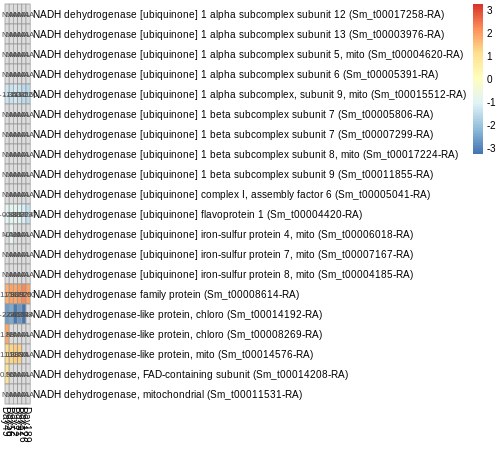 NADH dehydrogenase [ubiquinone] 1 alpha subcomplex subunit 12 (Sm_t00017258-RA)
NADH dehydrogenase [ubiquinone] 1 alpha subcomplex subunit 13 (Sm_t00003976-RA)
NADH dehydrogenase [ubiquinone] 1 alpha subcomplex subunit 5, mito (Sm_t00004620-RA)
NADH dehydrogenase [ubiquinone] 1 alpha subcomplex subunit 6 (Sm_t00005391-RA)
NADH dehydrogenase [ubiquinone] 1 alpha subcomplex, subunit 9, mito (Sm_t00015512-RA)
NADH dehydrogenase [ubiquinone] 1 beta subcomplex subunit 7 (Sm_t00005806-RA)
NADH dehydrogenase [ubiquinone] 1 beta subcomplex subunit 7 (Sm_t00007299-RA)
NADH dehydrogenase [ubiquinone] 1 beta subcomplex subunit 8, mito (Sm_t00017224-RA)
NADH dehydrogenase [ubiquinone] 1 beta subcomplex subunit 9 (Sm_t00011855-RA)
NADH dehydrogenase [ubiquinone] complex I, assembly factor 6 (Sm_t00005041-RA)
NADH dehydrogenase [ubiquinone] flavoprotein 1 (Sm_t00004420-RA)
NADH dehydrogenase [ubiquinone] iron-sulfur protein 4, mito (Sm_t00006018-RA)
NADH dehydrogenase [ubiquinone] iron-sulfur protein 7, mito (Sm_t00007167-RA)
NADH dehydrogenase [ubiquinone] iron-sulfur protein 8, mito (Sm_t00004185-RA)
NADH dehydrogenase family protein (Sm_t00008614-RA)
NADH dehydrogenase-like protein, chloro (Sm_t00014192-RA)
NADH dehydrogenase-like protein, chloro (Sm_t00008269-RA)
NADH dehydrogenase-like protein, mito (Sm_t00014576-RA)
NADH dehydrogenase, FAD-containing subunit (Sm_t00014208-RA)
NADH dehydrogenase, mitochondrial (Sm_t00011531-RA)
3
2
1
0
-1
-2
-3